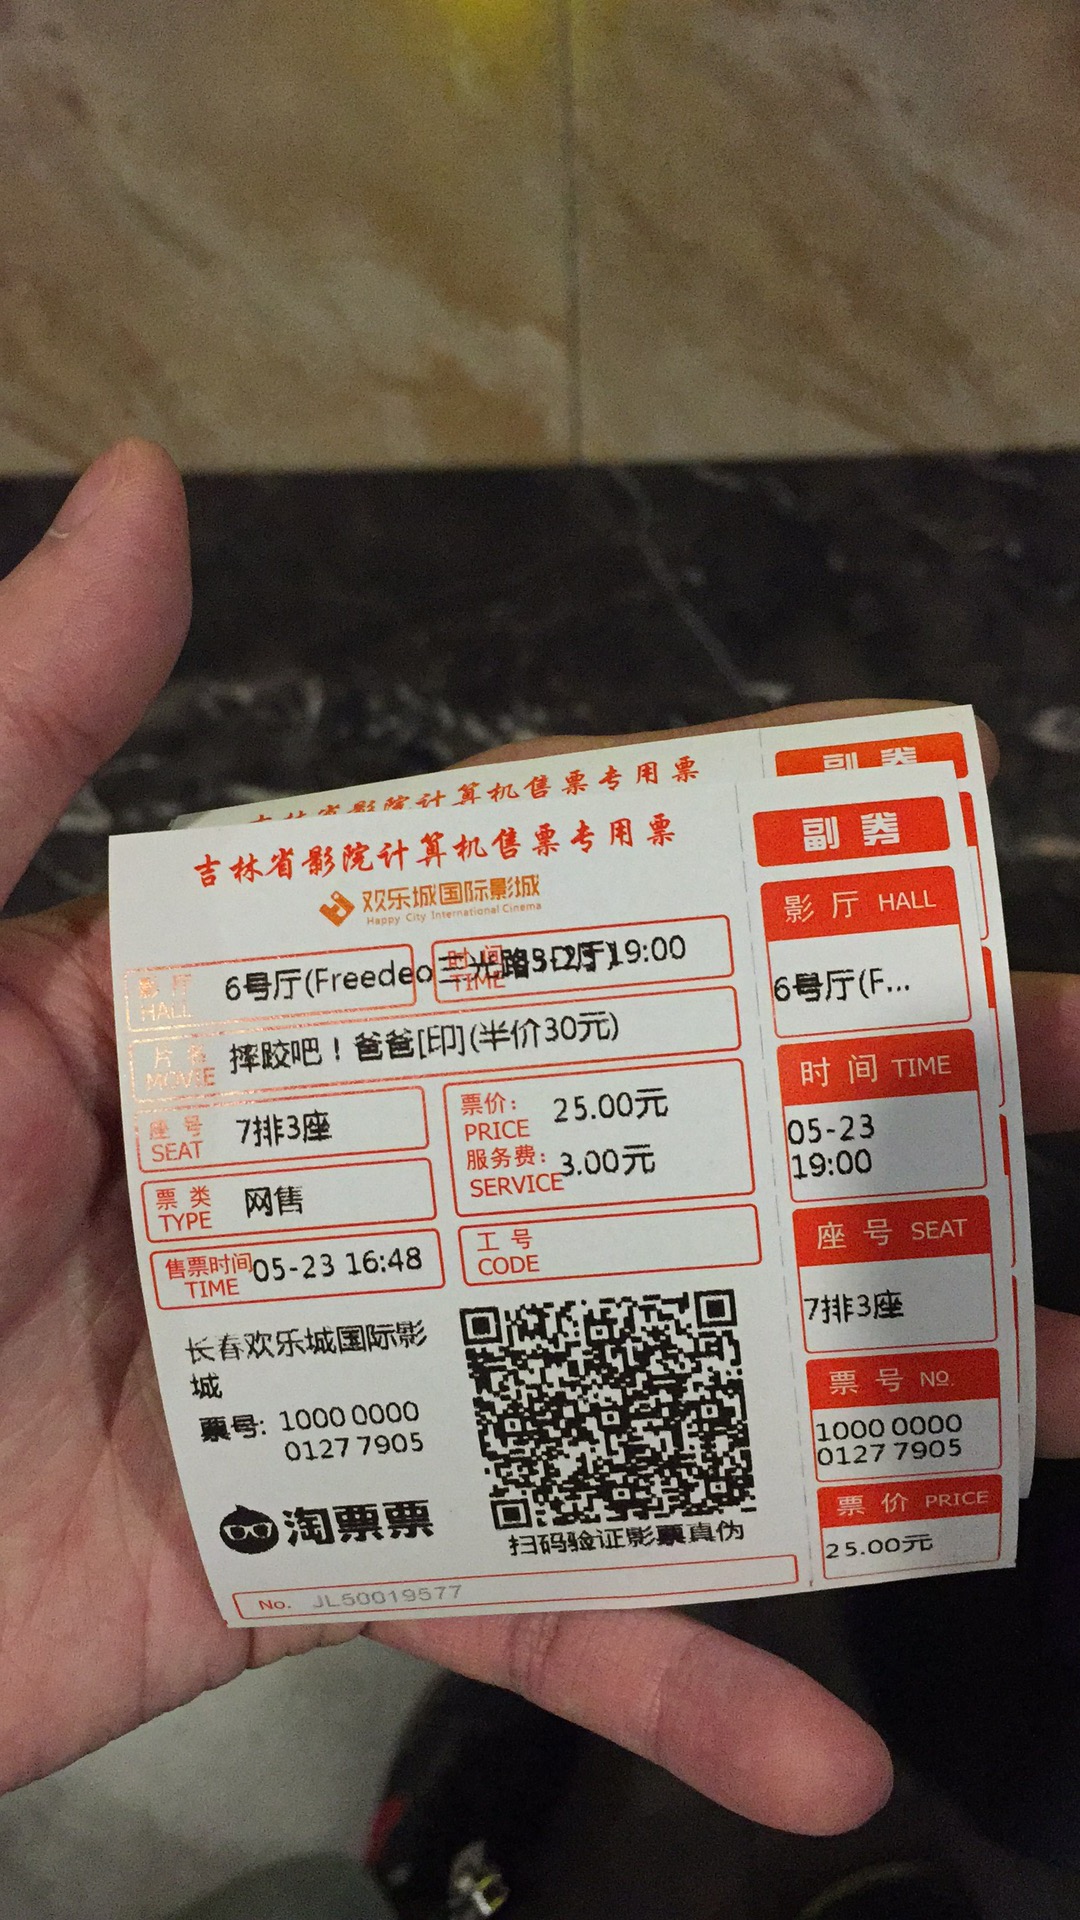 吉林省影院计算机售票专用票
副券
吉林省影院计算机售票专用票
欢乐城国际影城
Happy City International Cinema
影厅 HALL
6号厅(Freedeo三光路3D厅)
时间 TIME
05-23 19:00
片名 MOVIE
摔跤吧！爸爸[印](半价30元)
座号 SEAT
7排3座
票价: PRICE
25.00元
服务费: SERVICE
3.00元
票类 TYPE
网售
工号 CODE
售票时间 TIME
05-23 16:48
长春欢乐城国际影
城
票号: 1000 0000
0127 7905
淘票票
扫码验证影票真伪
No. JL50019577
副券
影厅 HALL
6号厅(F...
时间 TIME
05-23
19:00
座号 SEAT
7排3座
票号 No.
1000 0000
0127 7905
票价 PRICE
25.00元